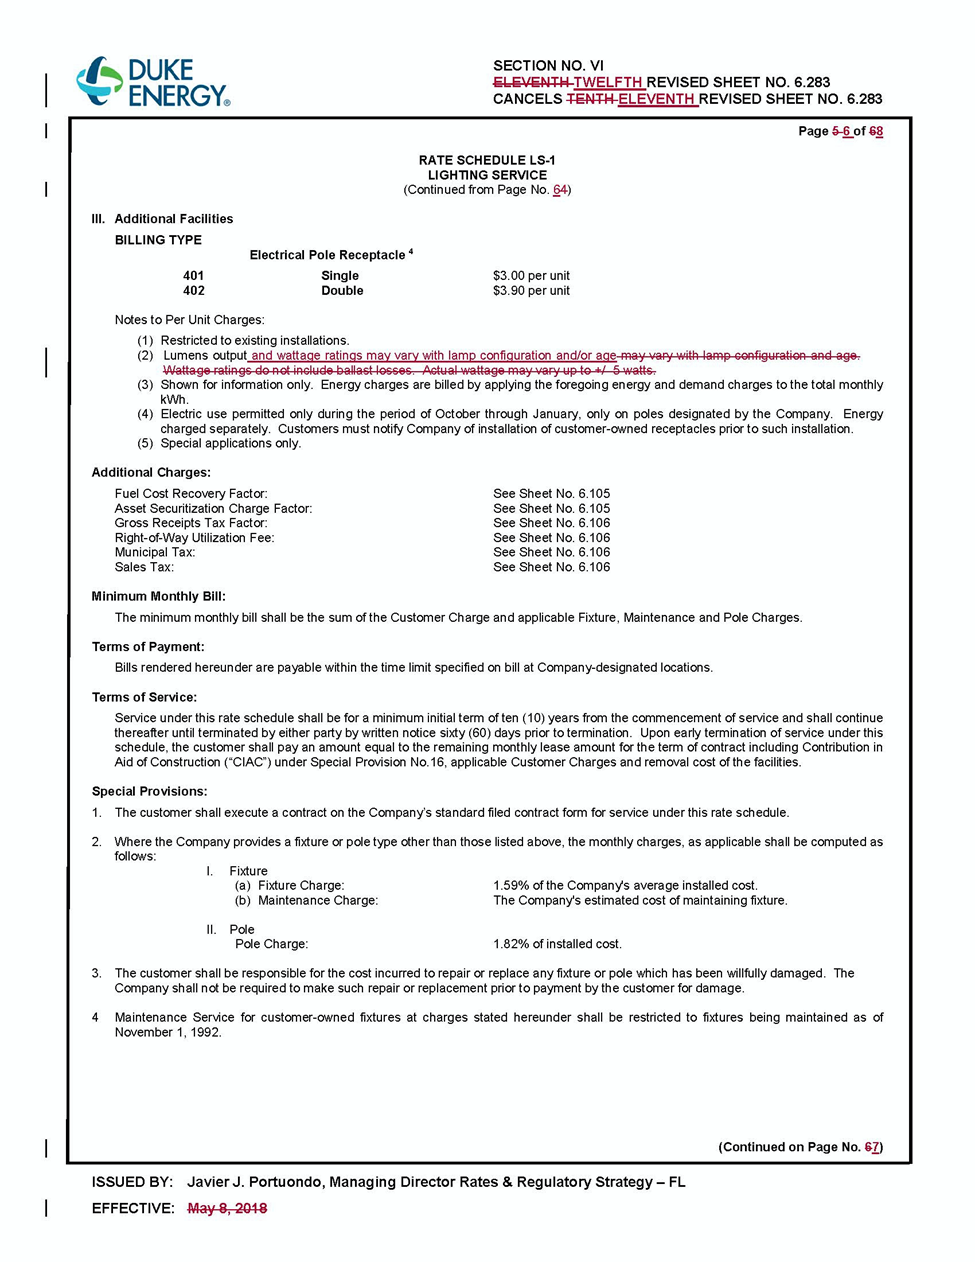 DUKE
ENERGY®
SECTION NO. VI
ELEVENTH TWELFTH REVISED SHEET NO. 6.283
CANCELS TENTH ELEVENTH REVISED SHEET NO. 6.283
Page 5 6 of 68
RATE SCHEDULE LS-1
LIGHTING SERVICE
(Continued from Page No. 64)
III. Additional Facilities
BILLING TYPE
Electrical Pole Receptacle 4
401 Single $3.00 per unit
402 Double $3.90 per unit
Notes to Per Unit Charges:
(1) Restricted to existing installations.
(2) Lumens output and wattage ratings may vary with lamp configuration and/or age may vary with lamp configuration and age.
Wattage ratings do not include ballast losses. Actual wattage may vary up to +/- 5 watts.
(3) Shown for information only. Energy charges are billed by applying the foregoing energy and demand charges to the total monthly
kWh.
(4) Electric use permitted only during the period of October through January, only on poles designated by the Company. Energy
charged separately. Customers must notify Company of installation of customer-owned receptacles prior to such installation.
(5) Special applications only.
Additional Charges:
Fuel Cost Recovery Factor: See Sheet No. 6.105
Asset Securitization Charge Factor: See Sheet No. 6.105
Gross Receipts Tax Factor: See Sheet No. 6.106
Right-of-Way Utilization Fee: See Sheet No. 6.106
Municipal Tax: See Sheet No. 6.106
Sales Tax: See Sheet No. 6.106
Minimum Monthly Bill:
The minimum monthly bill shall be the sum of the Customer Charge and applicable Fixture, Maintenance and Pole Charges.
Terms of Payment:
Bills rendered hereunder are payable within the time limit specified on bill at Company-designated locations.
Terms of Service:
Service under this rate schedule shall be for a minimum initial term of ten (10) years from the commencement of service and shall continue
thereafter until terminated by either party by written notice sixty (60) days prior to termination. Upon early termination of service under this
schedule, the customer shall pay an amount equal to the remaining monthly lease amount for the term of contract including Contribution in
Aid of Construction (“CIAC”) under Special Provision No.16, applicable Customer Charges and removal cost of the facilities.
Special Provisions:
1. The customer shall execute a contract on the Company’s standard filed contract form for service under this rate schedule.
2. Where the Company provides a fixture or pole type other than those listed above, the monthly charges, as applicable shall be computed as
follows:
I. Fixture
(a) Fixture Charge: 1.59% of the Company's average installed cost.
(b) Maintenance Charge: The Company's estimated cost of maintaining fixture.
II. Pole
Pole Charge: 1.82% of installed cost.
3. The customer shall be responsible for the cost incurred to repair or replace any fixture or pole which has been willfully damaged. The
Company shall not be required to make such repair or replacement prior to payment by the customer for damage.
4 Maintenance Service for customer-owned fixtures at charges stated hereunder shall be restricted to fixtures being maintained as of
November 1, 1992.
(Continued on Page No. 67)
ISSUED BY: Javier J. Portuondo, Managing Director Rates & Regulatory Strategy – FL
EFFECTIVE: May 8, 2018